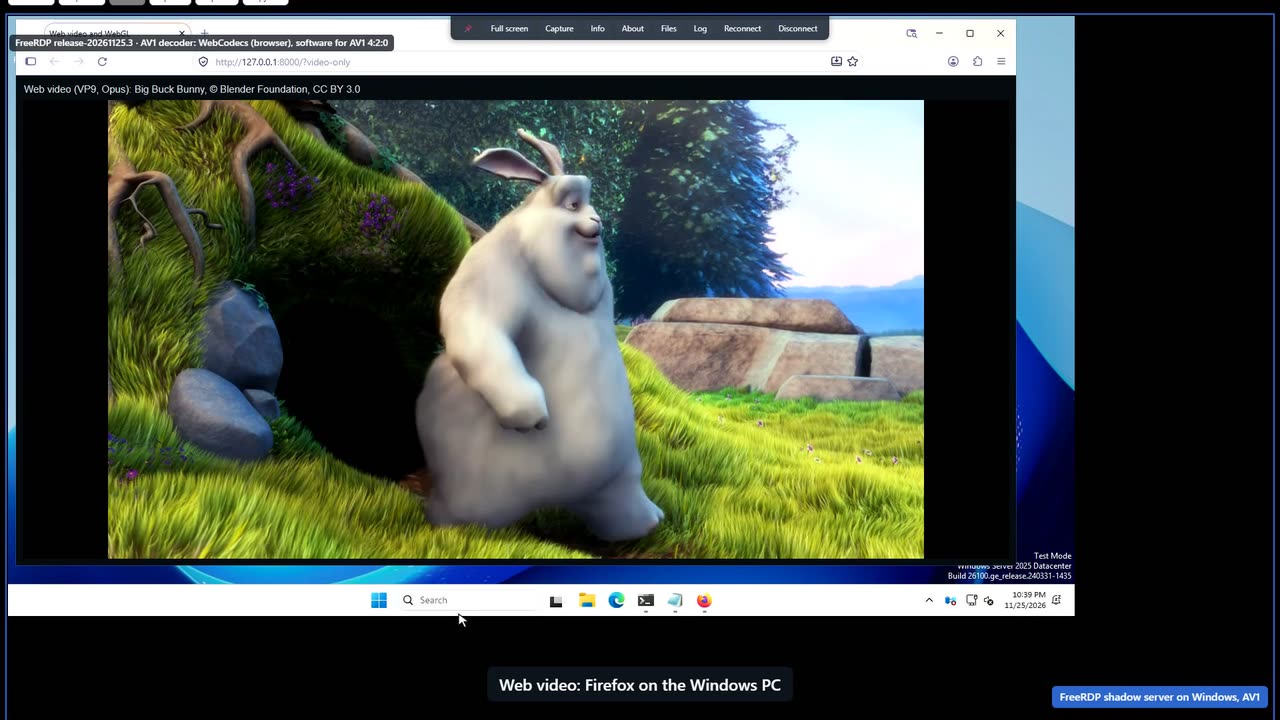 Full screen Capture Info About Files Log Reconnect Disconnect
FreeRDP release-20261125.3 · AV1 decoder: WebCodecs (browser), software for AV1 4:2:0
http://127.0.0.1:8000/?video-only
Web video (VP9, Opus): Big Buck Bunny, © Blender Foundation, CC BY 3.0
Test Mode
Windows Server 2025 Datacenter
Build 26100.ge_release.240331-1435
Search
10:39 PM
11/25/2026
Web video: Firefox on the Windows PC
FreeRDP shadow server on Windows, AV1